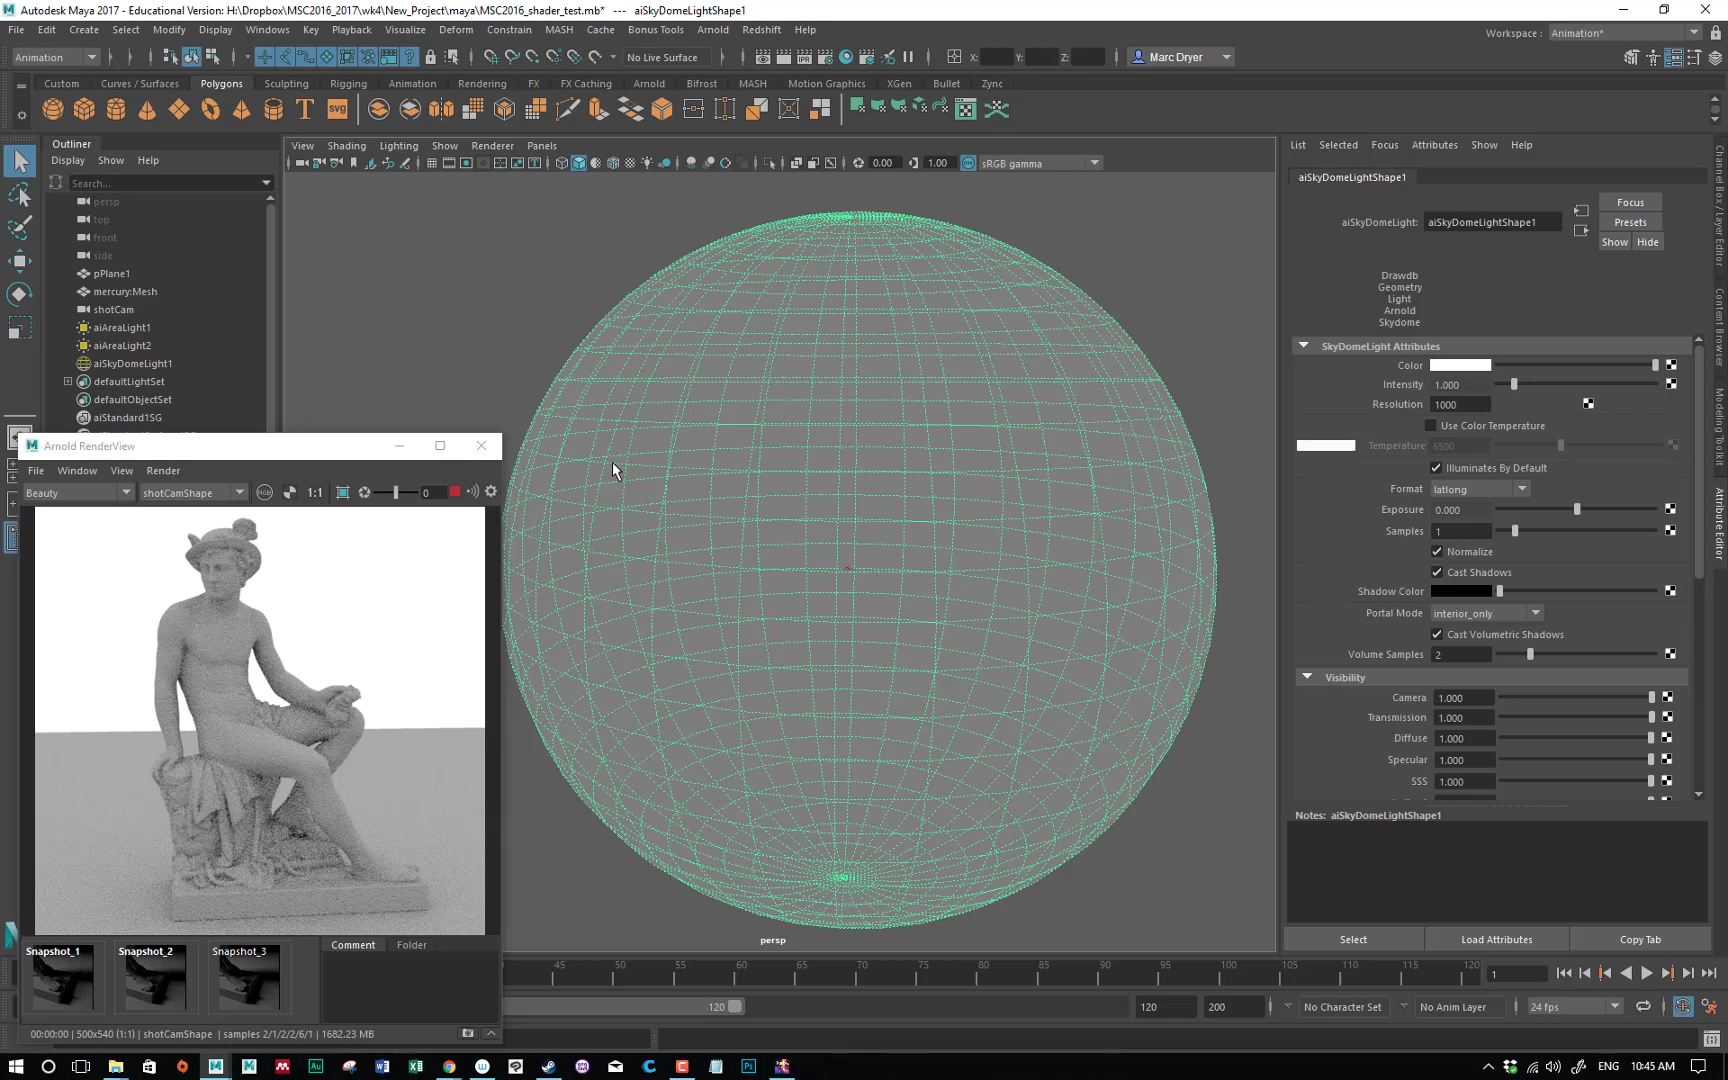 Autodesk Maya 2017 - Educational Version: H:\Dropbox\MSC2016_2017\wk4\New_Project\maya\MSC2016_shader_test.mb* --- aiSkyDomeLightShape1
File Edit Create Select Modify Display Windows Key Playback Visualize Deform Constrain MASH Cache Bonus Tools Arnold Redshift Help
Workspace : Animation*
Animation No Live Surface X: Y: Z: Marc Dryer
Custom Curves / Surfaces Polygons Sculpting Rigging Animation Rendering FX FX Caching Arnold Bifrost MASH Motion Graphics XGen Bullet Zync
T SVG
Outliner
Display Show Help
Search...
persp
top
front
side
pPlane1
mercury:Mesh
shotCam
aiAreaLight1
aiAreaLight2
aiSkyDomeLight1
defaultLightSet
defaultObjectSet
aiStandard1SG
View Shading Lighting Show Renderer Panels
0.00 1.00 sRGB gamma
persp
Arnold RenderView
File Window View Render
Beauty shotCamShape 1:1 0
Snapshot_1 Snapshot_2 Snapshot_3
Comment Folder
00:00:00 | 500x540 (1:1) | shotCamShape | samples 2/1/2/2/6/1 | 1682.23 MB
List Selected Focus Attributes Show Help
aiSkyDomeLightShape1
aiSkyDomeLight: aiSkyDomeLightShape1
Focus
Presets
Show Hide
Drawdb
Geometry
Light
Arnold
Skydome
SkyDomeLight Attributes
Color
Intensity 1.000
Resolution 1000
Use Color Temperature
Temperature 6500
Illuminates By Default
Format latlong
Exposure 0.000
Samples 1
Normalize
Cast Shadows
Shadow Color
Portal Mode interior_only
Cast Volumetric Shadows
Volume Samples 2
Visibility
Camera 1.000
Transmission 1.000
Diffuse 1.000
Specular 1.000
SSS 1.000
Notes: aiSkyDomeLightShape1
Select Load Attributes Copy Tab
Channel Box / Layer Editor
Content Browser
Modeling Toolkit
Attribute Editor
45 50 55 60 65 70 75 80 85 90 95 100 105 110 115 120 1
120 120 200 No Character Set No Anim Layer 24 fps
ENG 10:45 AM